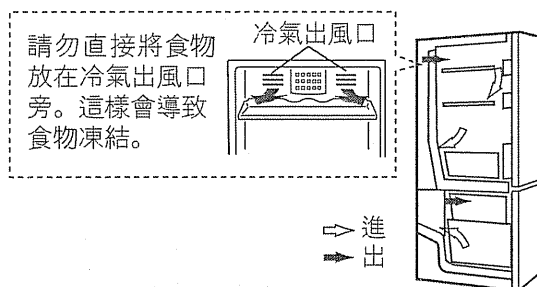 請勿直接將食物
放在冷氣出風口
旁。這樣會導致
食物凍結。
冷氣出風口
進
出